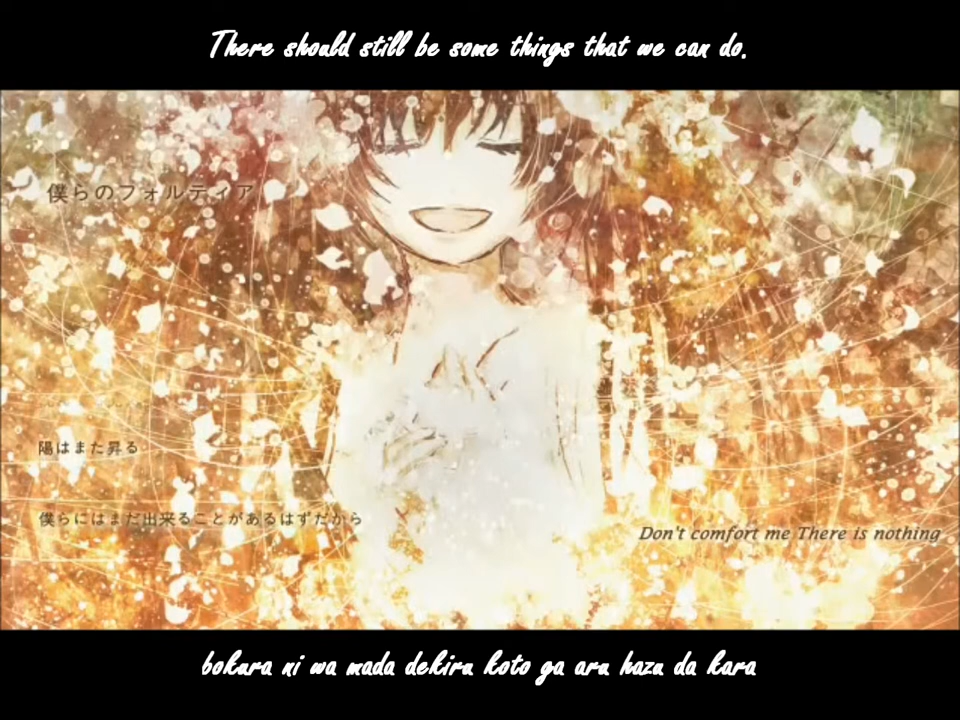 There should still be some things that we can do.
僕らのフォルティア
陽はまた昇る
僕らにはまだ出来ることがあるはずだから
Don't comfort me There is nothing
bokura ni wa mada dekiru koto ga aru hazu da kara